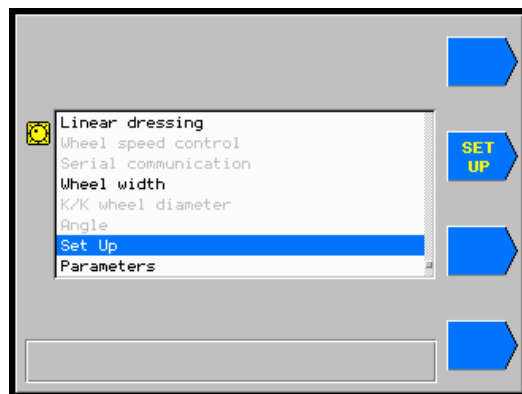 Linear dressing
Wheel speed control
Serial communication
Wheel width
K/K wheel diameter
Angle
Set Up
Parameters
SET
UP